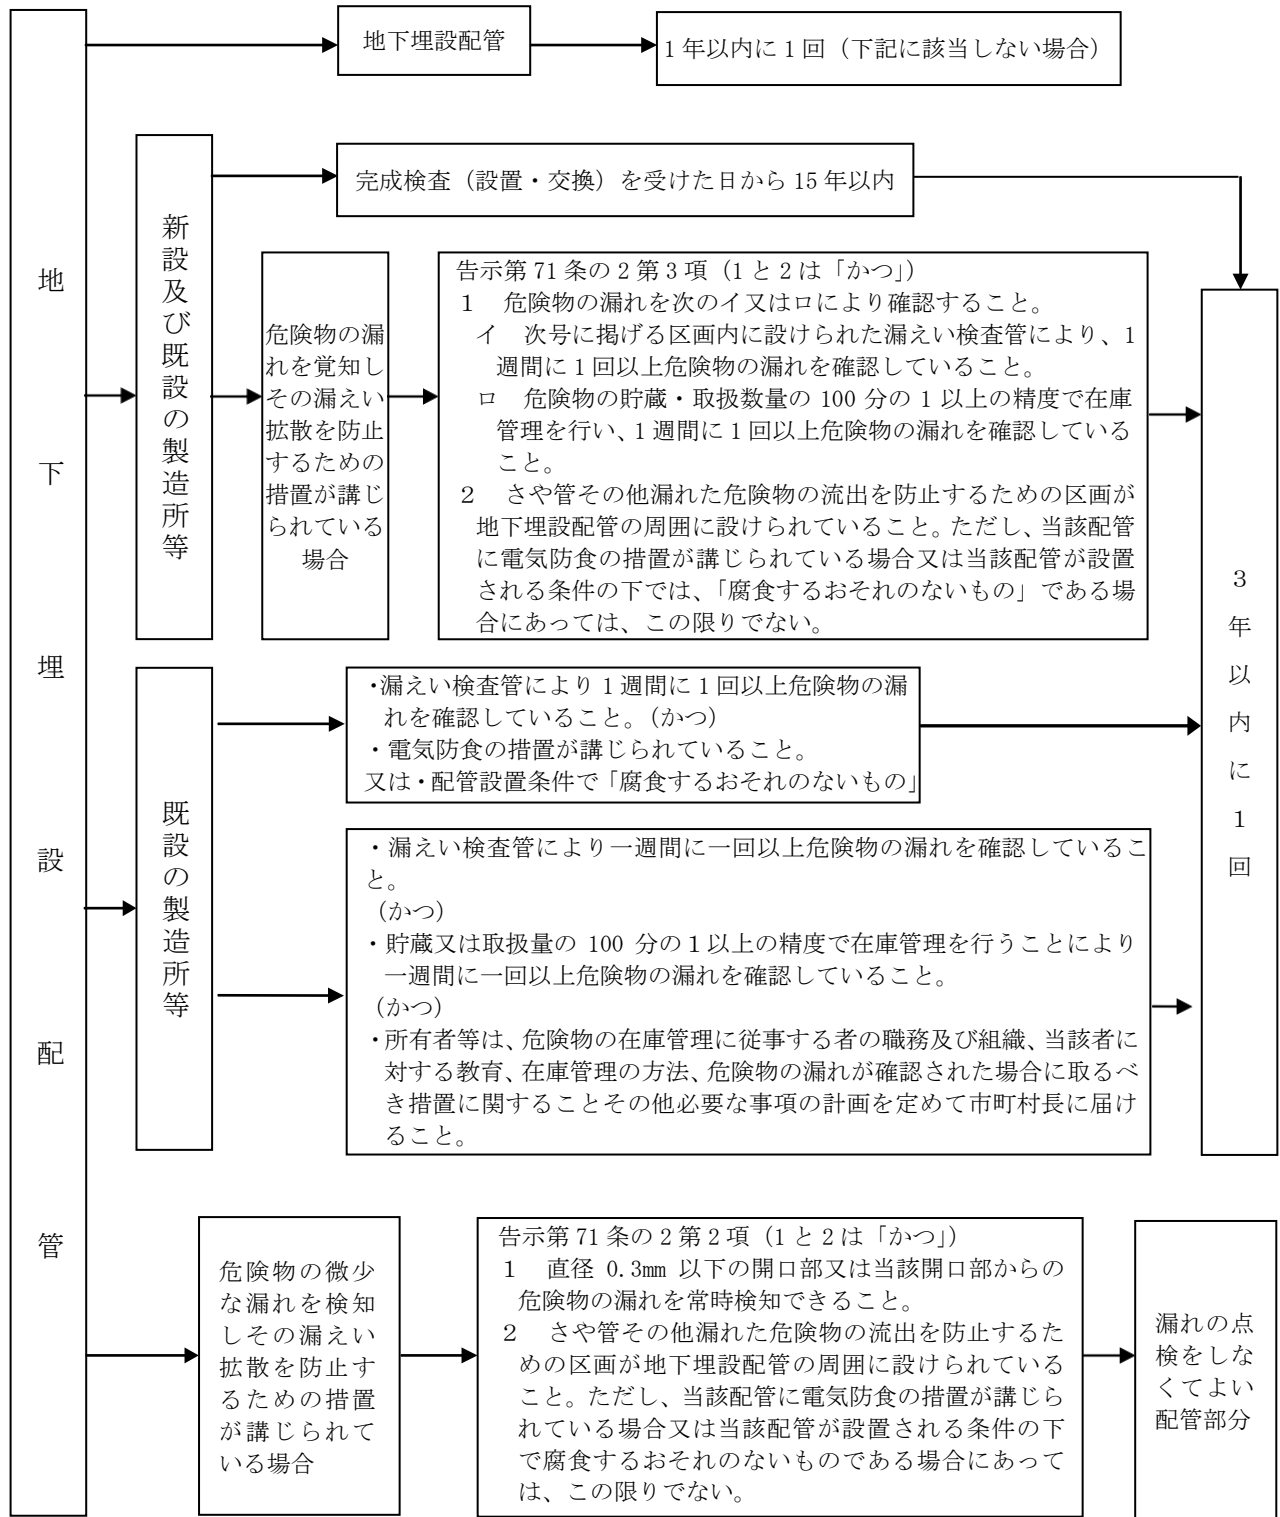 地下埋設配管
地下埋設配管
1年以内に1回（下記に該当しない場合）
新設及び既設の製造所等
完成検査（設置・交換）を受けた日から15年以内
危険物の漏
れを覚知し
その漏えい
拡散を防止
するための
措置が講じ
られている
場合
告示第71条の2第3項（1と2は「かつ」）
１　危険物の漏れを次のイ又はロにより確認すること。
イ　次号に掲げる区画内に設けられた漏えい検査管により、1
週間に1回以上危険物の漏れを確認していること。
ロ　危険物の貯蔵・取扱数量の 100 分の 1 以上の精度で在庫
管理を行い、1週間に1回以上危険物の漏れを確認している
こと。
２　さや管その他漏れた危険物の流出を防止するための区画が
地下埋設配管の周囲に設けられていること。ただし、当該配管
に電気防食の措置が講じられている場合又は当該配管が設置
される条件の下では、「腐食するおそれのないもの」である場
合にあっては、この限りでない。
3年以内に1回
既設の製造所等
・漏えい検査管により1週間に1回以上危険物の漏
れを確認していること。（かつ）
・電気防食の措置が講じられていること。
又は・配管設置条件で「腐食するおそれのないもの」
・漏えい検査管により一週間に一回以上危険物の漏れを確認しているこ
と。
（かつ）
・貯蔵又は取扱量の 100 分の１以上の精度で在庫管理を行うことにより
一週間に一回以上危険物の漏れを確認していること。
（かつ）
・所有者等は、危険物の在庫管理に従事する者の職務及び組織、当該者に
対する教育、在庫管理の方法、危険物の漏れが確認された場合に取るべ
き措置に関することその他必要な事項の計画を定めて市町村長に届け
ること。
危険物の微少
な漏れを検知
しその漏えい
拡散を防止す
るための措置
が講じられて
いる場合
告示第71条の2第2項（1と2は「かつ」）
１　直径 0.3mm 以下の開口部又は当該開口部からの
危険物の漏れを常時検知できること。
２　さや管その他漏れた危険物の流出を防止するた
めの区画が地下埋設配管の周囲に設けられている
こと。ただし、当該配管に電気防食の措置が講じら
れている場合又は当該配管が設置される条件の下
で腐食するおそれのないものである場合にあって
は、この限りでない。
漏れの点
検をしな
くてよい
配管部分